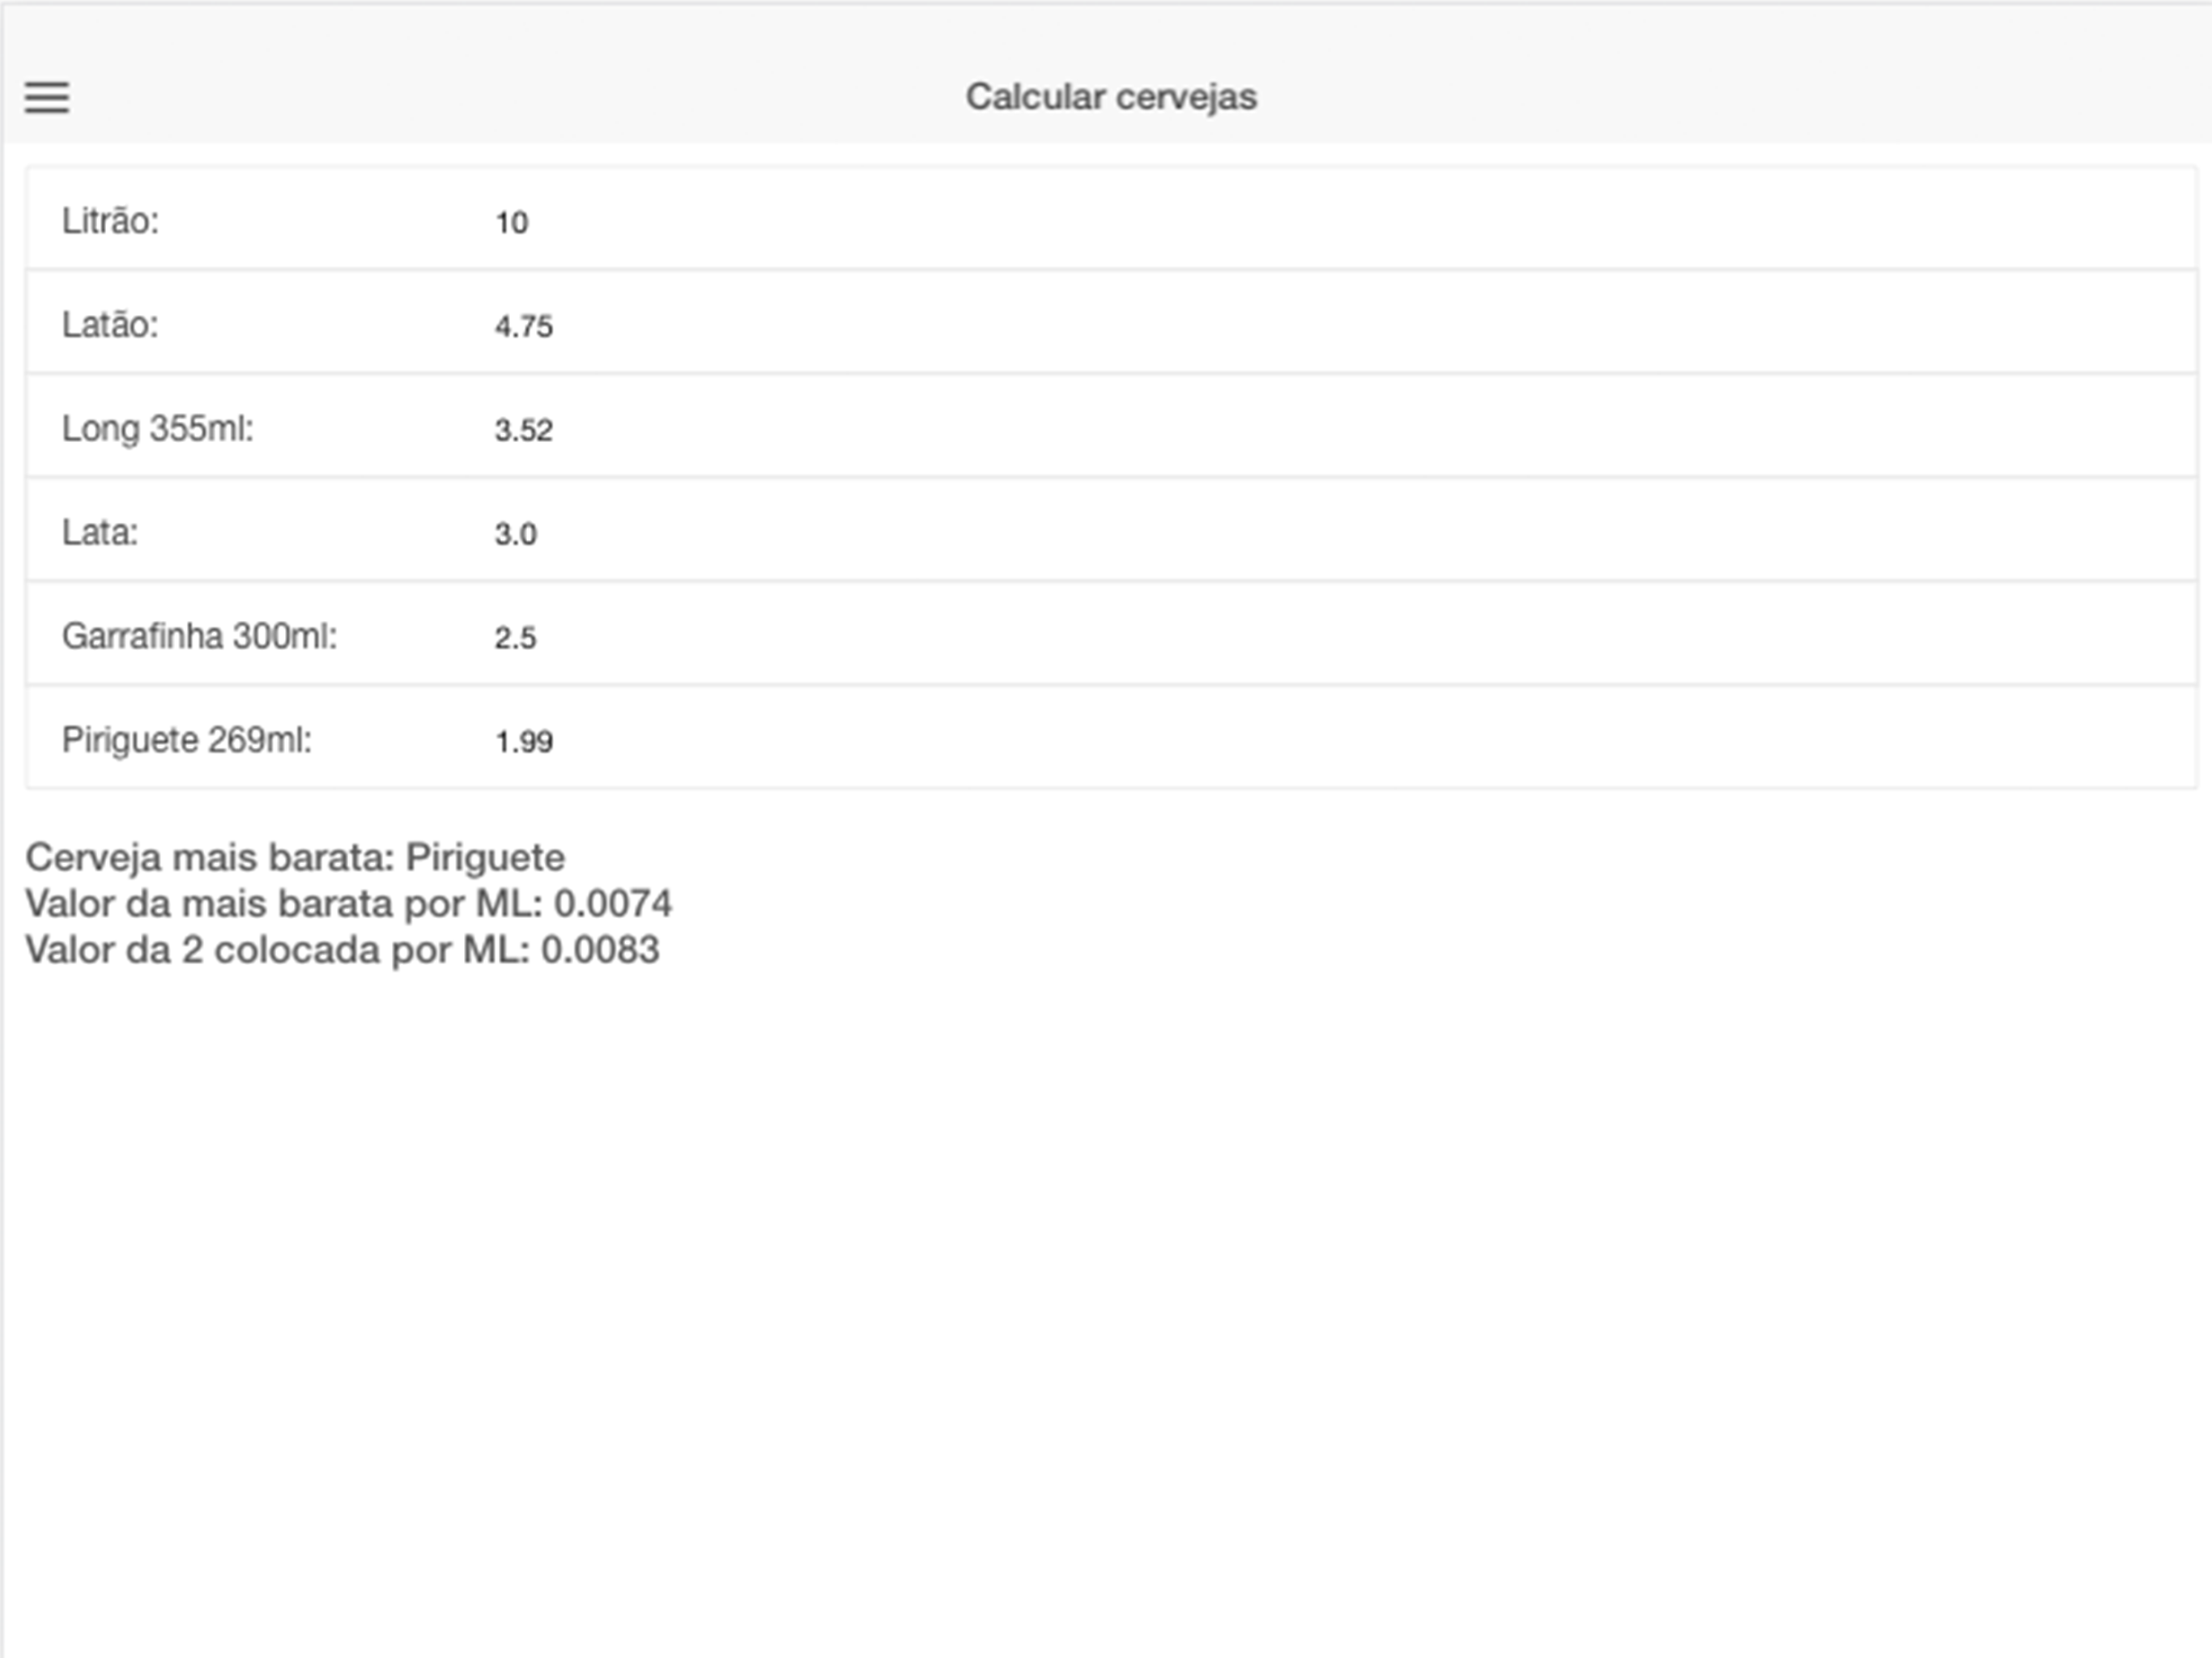 Calcular cervejas
Litrão: 10
Latão: 4.75
Long 355ml: 3.52
Lata: 3.0
Garrafinha 300ml: 2.5
Piriguete 269ml: 1.99
Cerveja mais barata: Piriguete
Valor da mais barata por ML: 0.0074
Valor da 2 colocada por ML: 0.0083